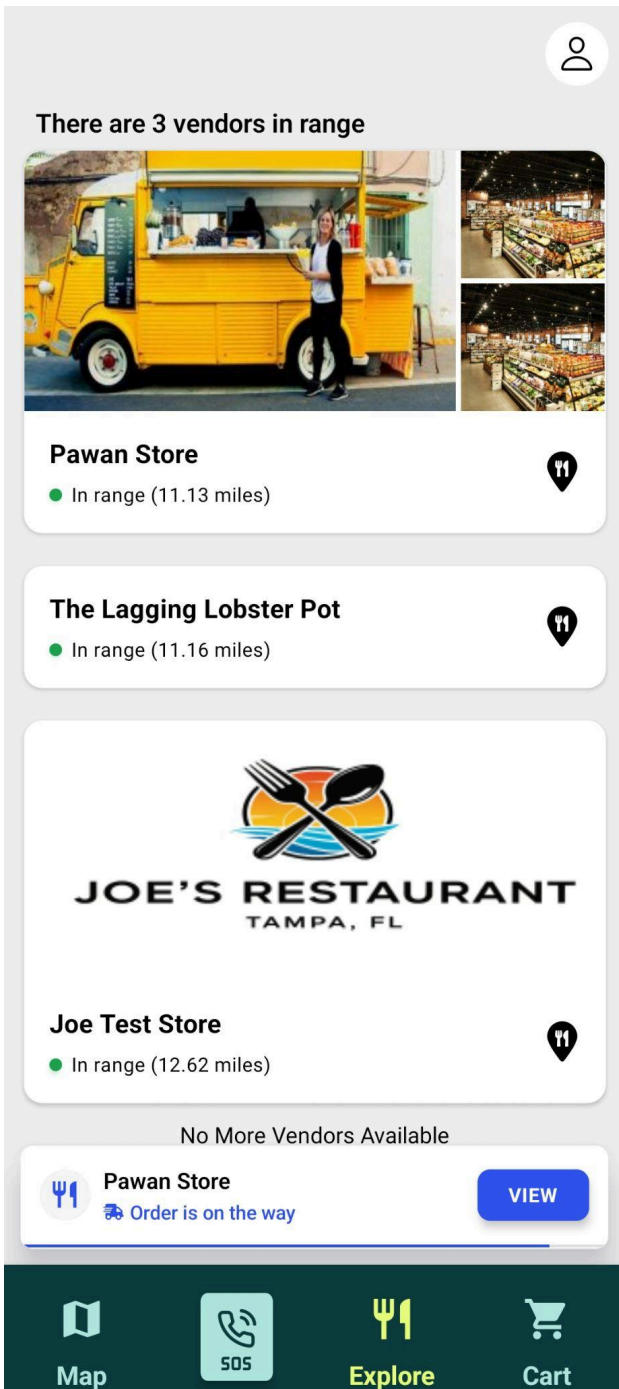 There are 3 vendors in range
Pawan Store
In range (11.13 miles)
The Lagging Lobster Pot
In range (11.16 miles)
JOE'S RESTAURANT
TAMPA, FL
Joe Test Store
In range (12.62 miles)
No More Vendors Available
Pawan Store
Order is on the way
VIEW
Map
SOS
Explore
Cart